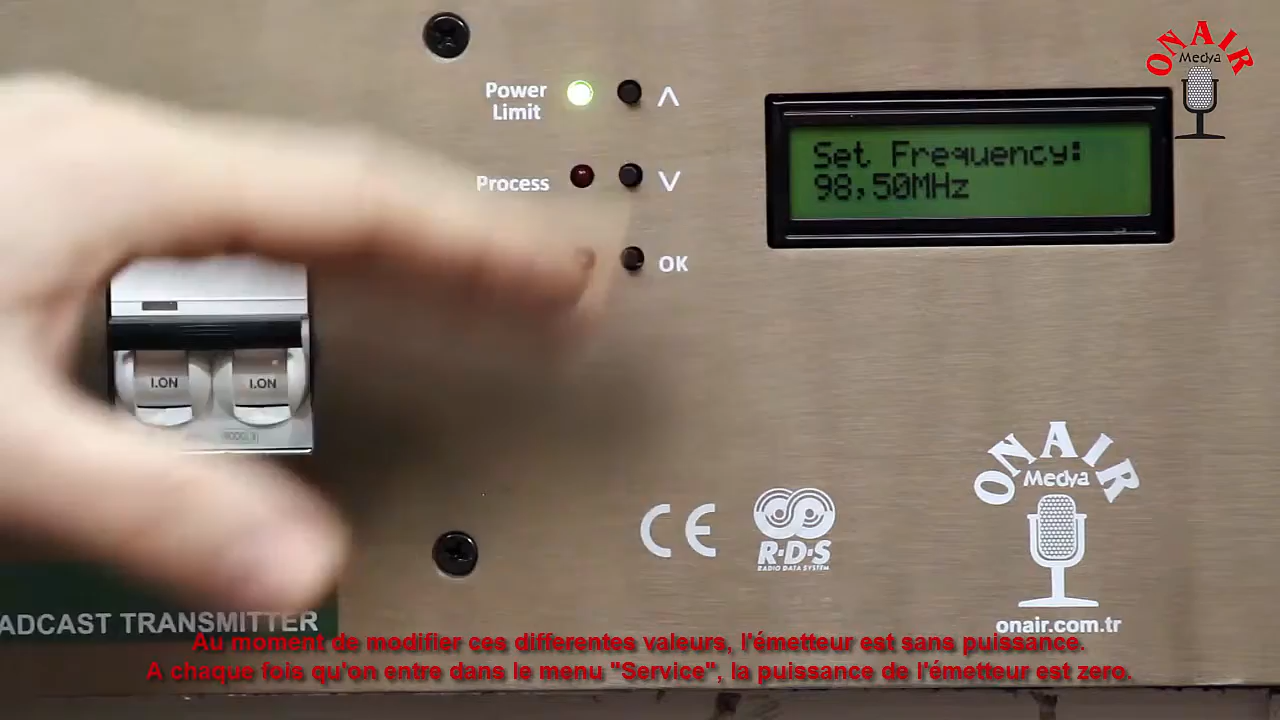 ONAIR
Medya
Power
Limit
Λ
Set Frequency:
98,50MHz
Process
V
OK
I.ON
I.ON
CE
R·D·S
RADIO DATA SYSTEM
ONAIR
Medya
onair.com.tr
ADCAST TRANSMITTER
Au moment de modifier ces differentes valeurs, l'émetteur est sans puissance.
A chaque fois qu'on entre dans le menu "Service", la puissance de l'émetteur est zero.